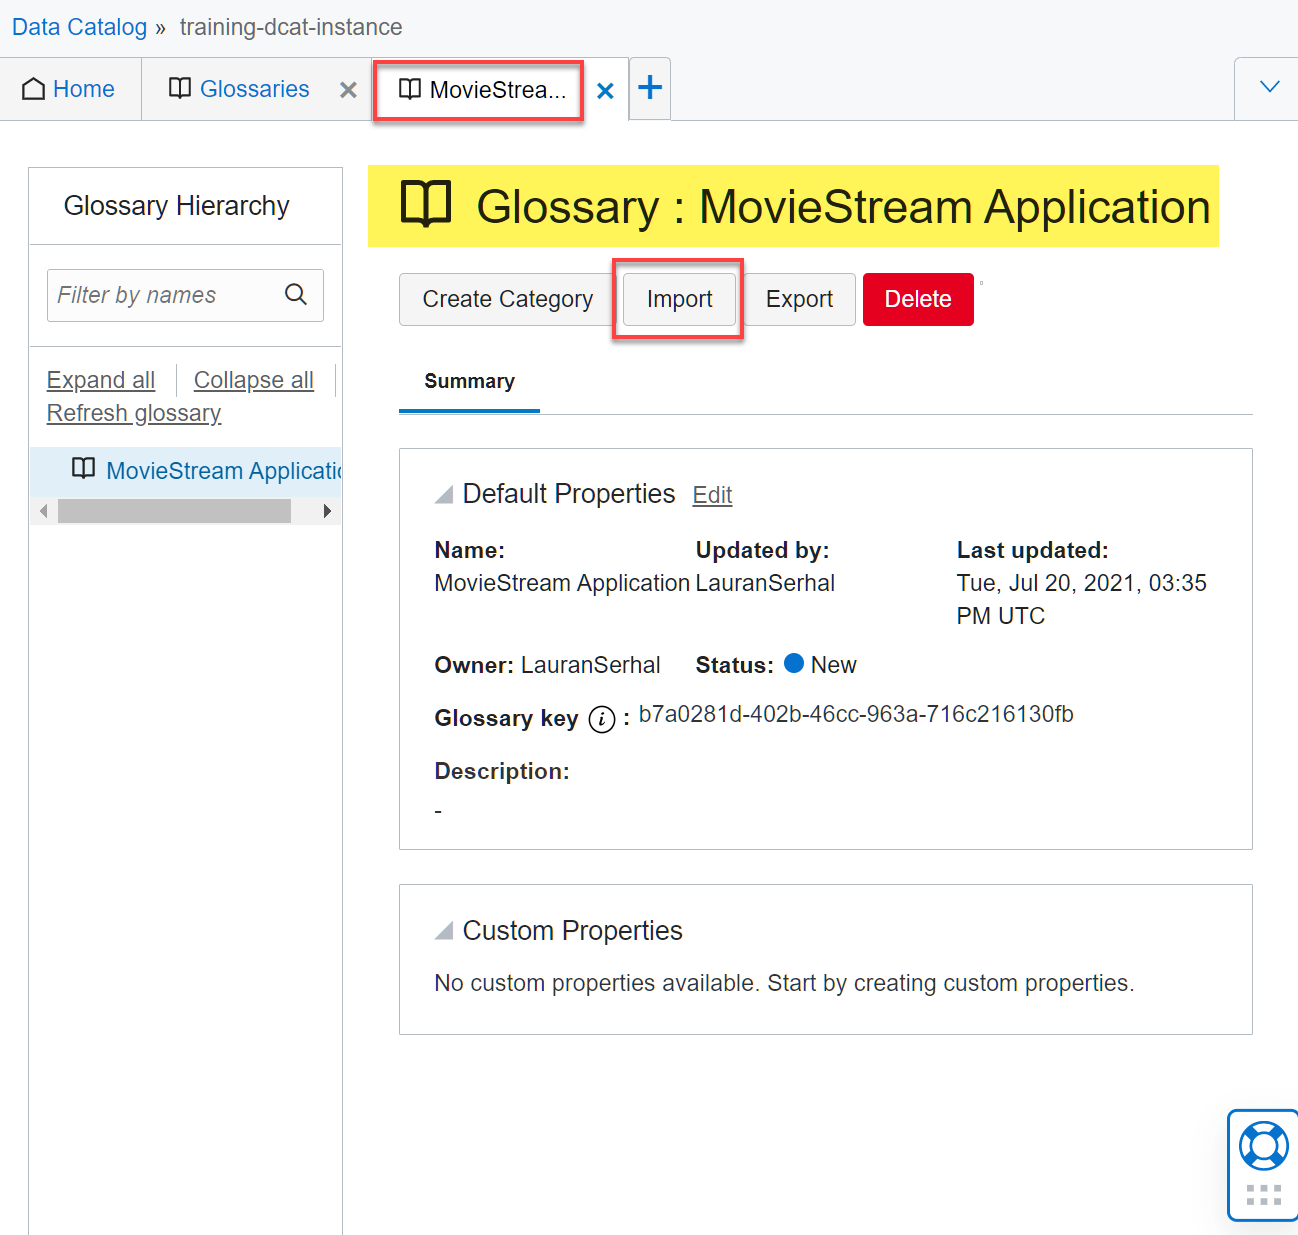 Data Catalog » training-dcat-instance
Home
Glossaries
MovieStrea...
Glossary Hierarchy
Filter by names
Expand all
Collapse all
Refresh glossary
MovieStream Applicatio
Glossary : MovieStream Application
Create Category
Import
Export
Delete
Summary
Default Properties Edit
Name:
MovieStream Application
Updated by:
LauranSerhal
Last updated:
Tue, Jul 20, 2021, 03:35
PM UTC
Owner: LauranSerhal
Status: New
Glossary key i : b7a0281d-402b-46cc-963a-716c216130fb
Description:
-
Custom Properties
No custom properties available. Start by creating custom properties.